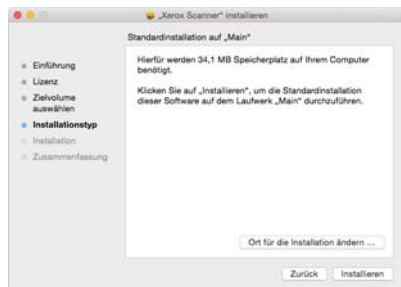 „Xerox Scanner“ installieren
Standardinstallation auf „Main“
Einführung
Lizenz
Zielvolume
auswählen
Installationstyp
Installation
Zusammenfassung
Hierfür werden 34,1 MB Speicherplatz auf Ihrem Computer
benötigt.
Klicken Sie auf „Installieren“, um die Standardinstallation
dieser Software auf dem Laufwerk „Main“ durchzuführen.
Ort für die Installation ändern ...
Zurück
Installieren